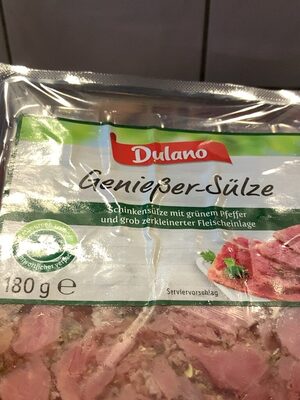 Dulano
Genießer-Sülze
Schinkensülze mit grünem Pfeffer
und grob zerkleinerter Fleischeinlage
180 g e
Serviervorschlag